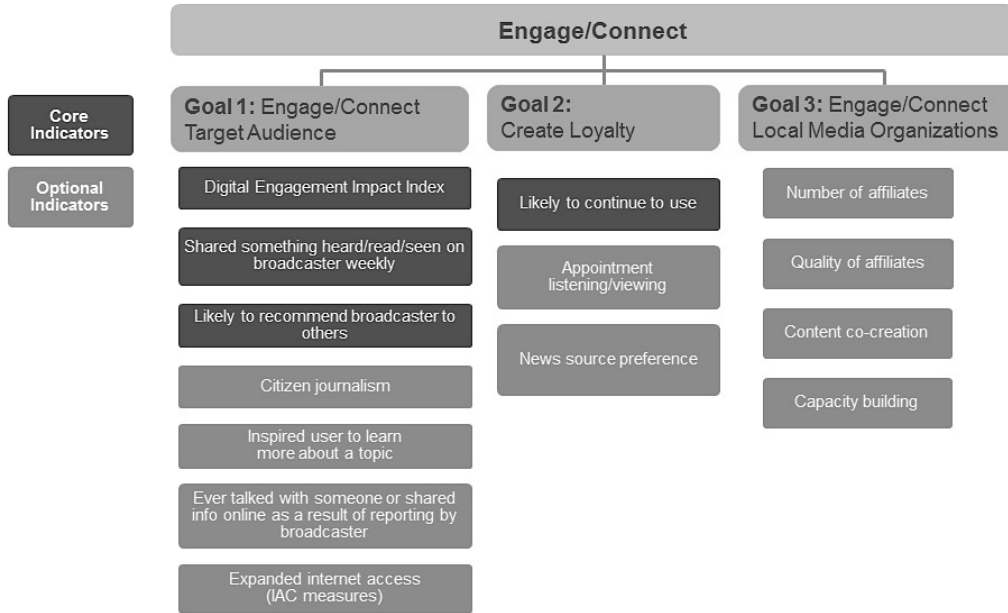 Engage/Connect
Core
Indicators
Optional
Indicators
Goal 1: Engage/Connect
Target Audience
Digital Engagement Impact Index
Shared something heard/read/seen on
broadcaster weekly
Likely to recommend broadcaster to
others
Citizen journalism
Inspired user to learn
more about a topic
Ever talked with someone or shared
info online as a result of reporting by
broadcaster
Expanded internet access
(IAC measures)
Goal 2:
Create Loyalty
Likely to continue to use
Appointment
listening/viewing
News source preference
Goal 3: Engage/Connect
Local Media Organizations
Number of affiliates
Quality of affiliates
Content co-creation
Capacity building